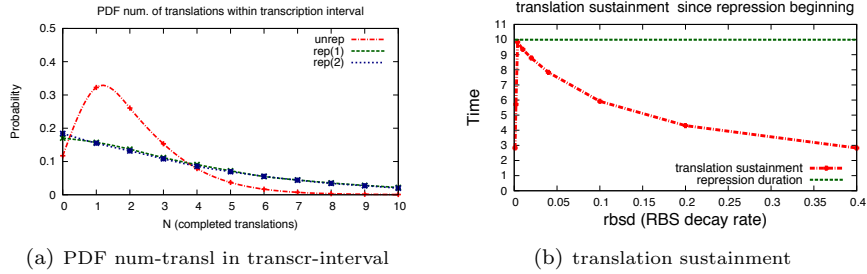 PDF num. of translations within transcription interval
unrep
rep(1)
rep(2)
0.5
0.4
0.3
0.2
0.1
0
Probability
0 1 2 3 4 5 6 7 8 9 10
N (completed translations)
(a) PDF num-transl in transcr-interval
translation sustainment since repression beginning
11
10
9
8
7
6
5
4
3
2
1
0
Time
translation sustainment
repression duration
0 0.05 0.1 0.15 0.2 0.25 0.3 0.35 0.4
rbsd (RBS decay rate)
(b) translation sustainment